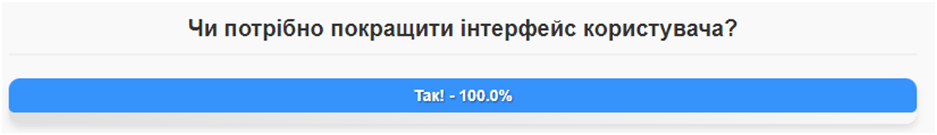 Чи потрібно покращити інтерфейс користувача?
Так! - 100.0%